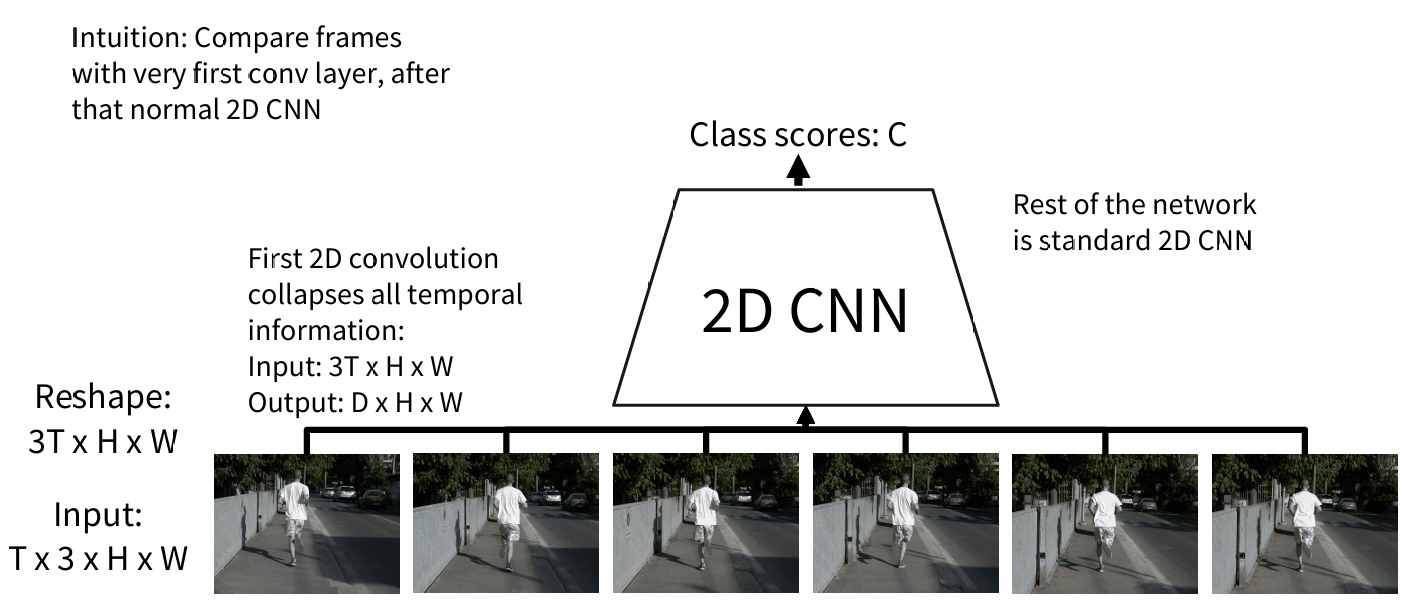 Intuition: Compare frames
with very first conv layer, after
that normal 2D CNN
Class scores: C
Rest of the network
is standard 2D CNN
First 2D convolution
collapses all temporal
information:
Input: 3T x H x W
Output: D x H x W
2D CNN
Reshape:
3T x H x W
Input:
T x 3 x H x W